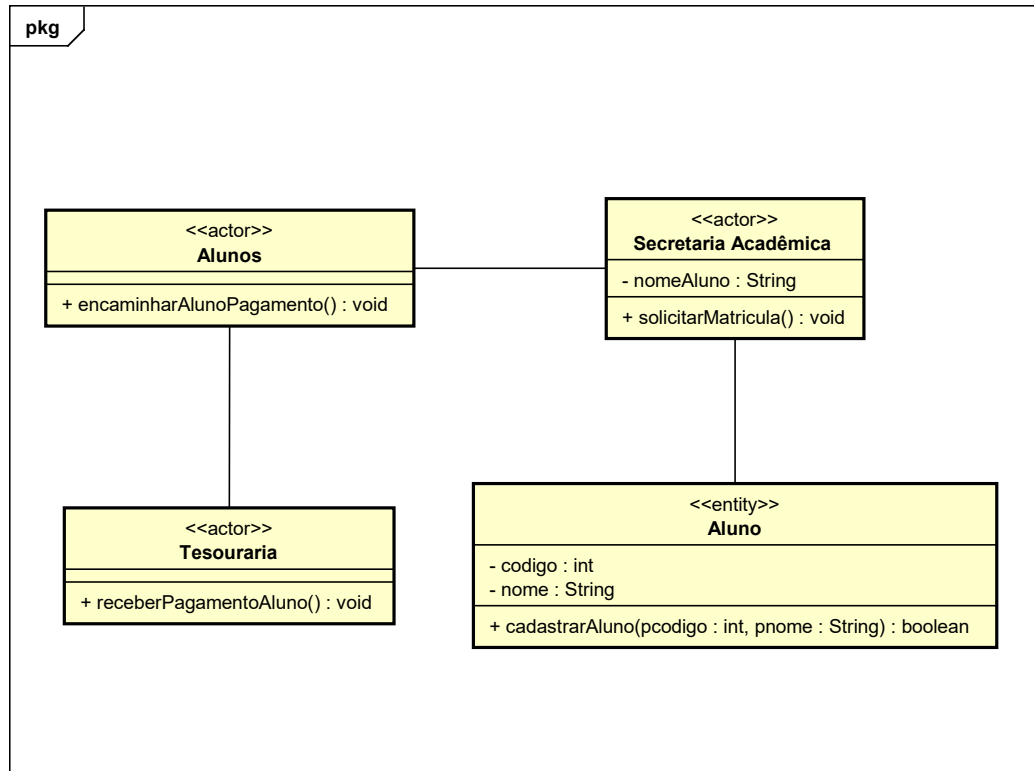 pkg
<<actor>>
Alunos
+ encaminharAlunoPagamento() : void
<<actor>>
Secretaria Acadêmica
- nomeAluno : String
+ solicitarMatricula() : void
<<actor>>
Tesouraria
+ receberPagamentoAluno() : void
<<entity>>
Aluno
- codigo : int
- nome : String
+ cadastrarAluno(pcodigo : int, pnome : String) : boolean